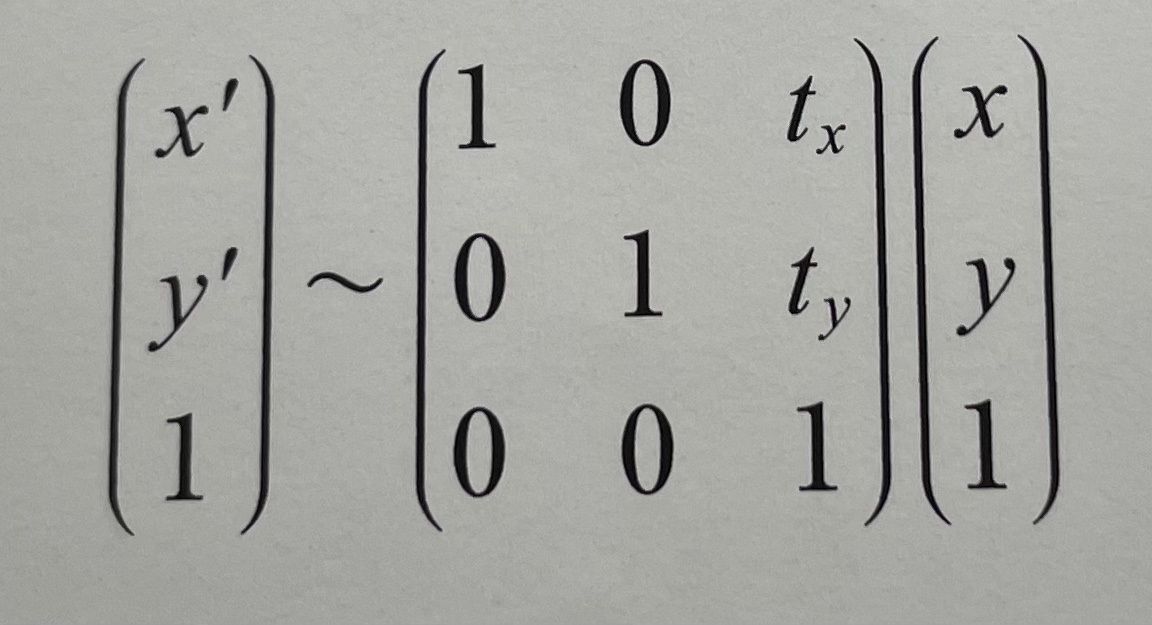 (x′ y′ 1) ~ (1 0 t_x; 0 1 t_y; 0 0 1) (x y 1)